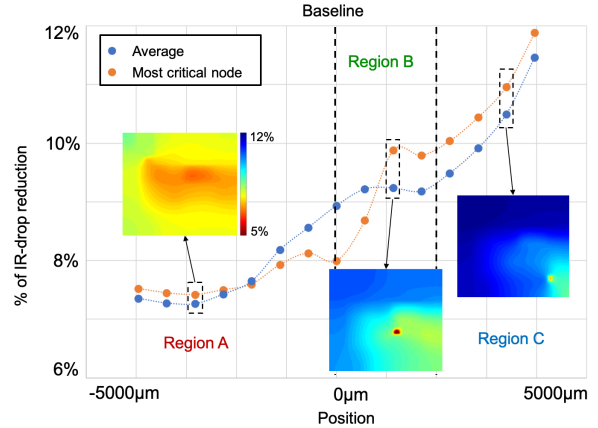 Baseline
12%
Average
Most critical node
Region B
10%
12%
5%
% of IR-drop reduction
8%
Region A
Region C
6%
-5000µm
0µm
5000µm
Position